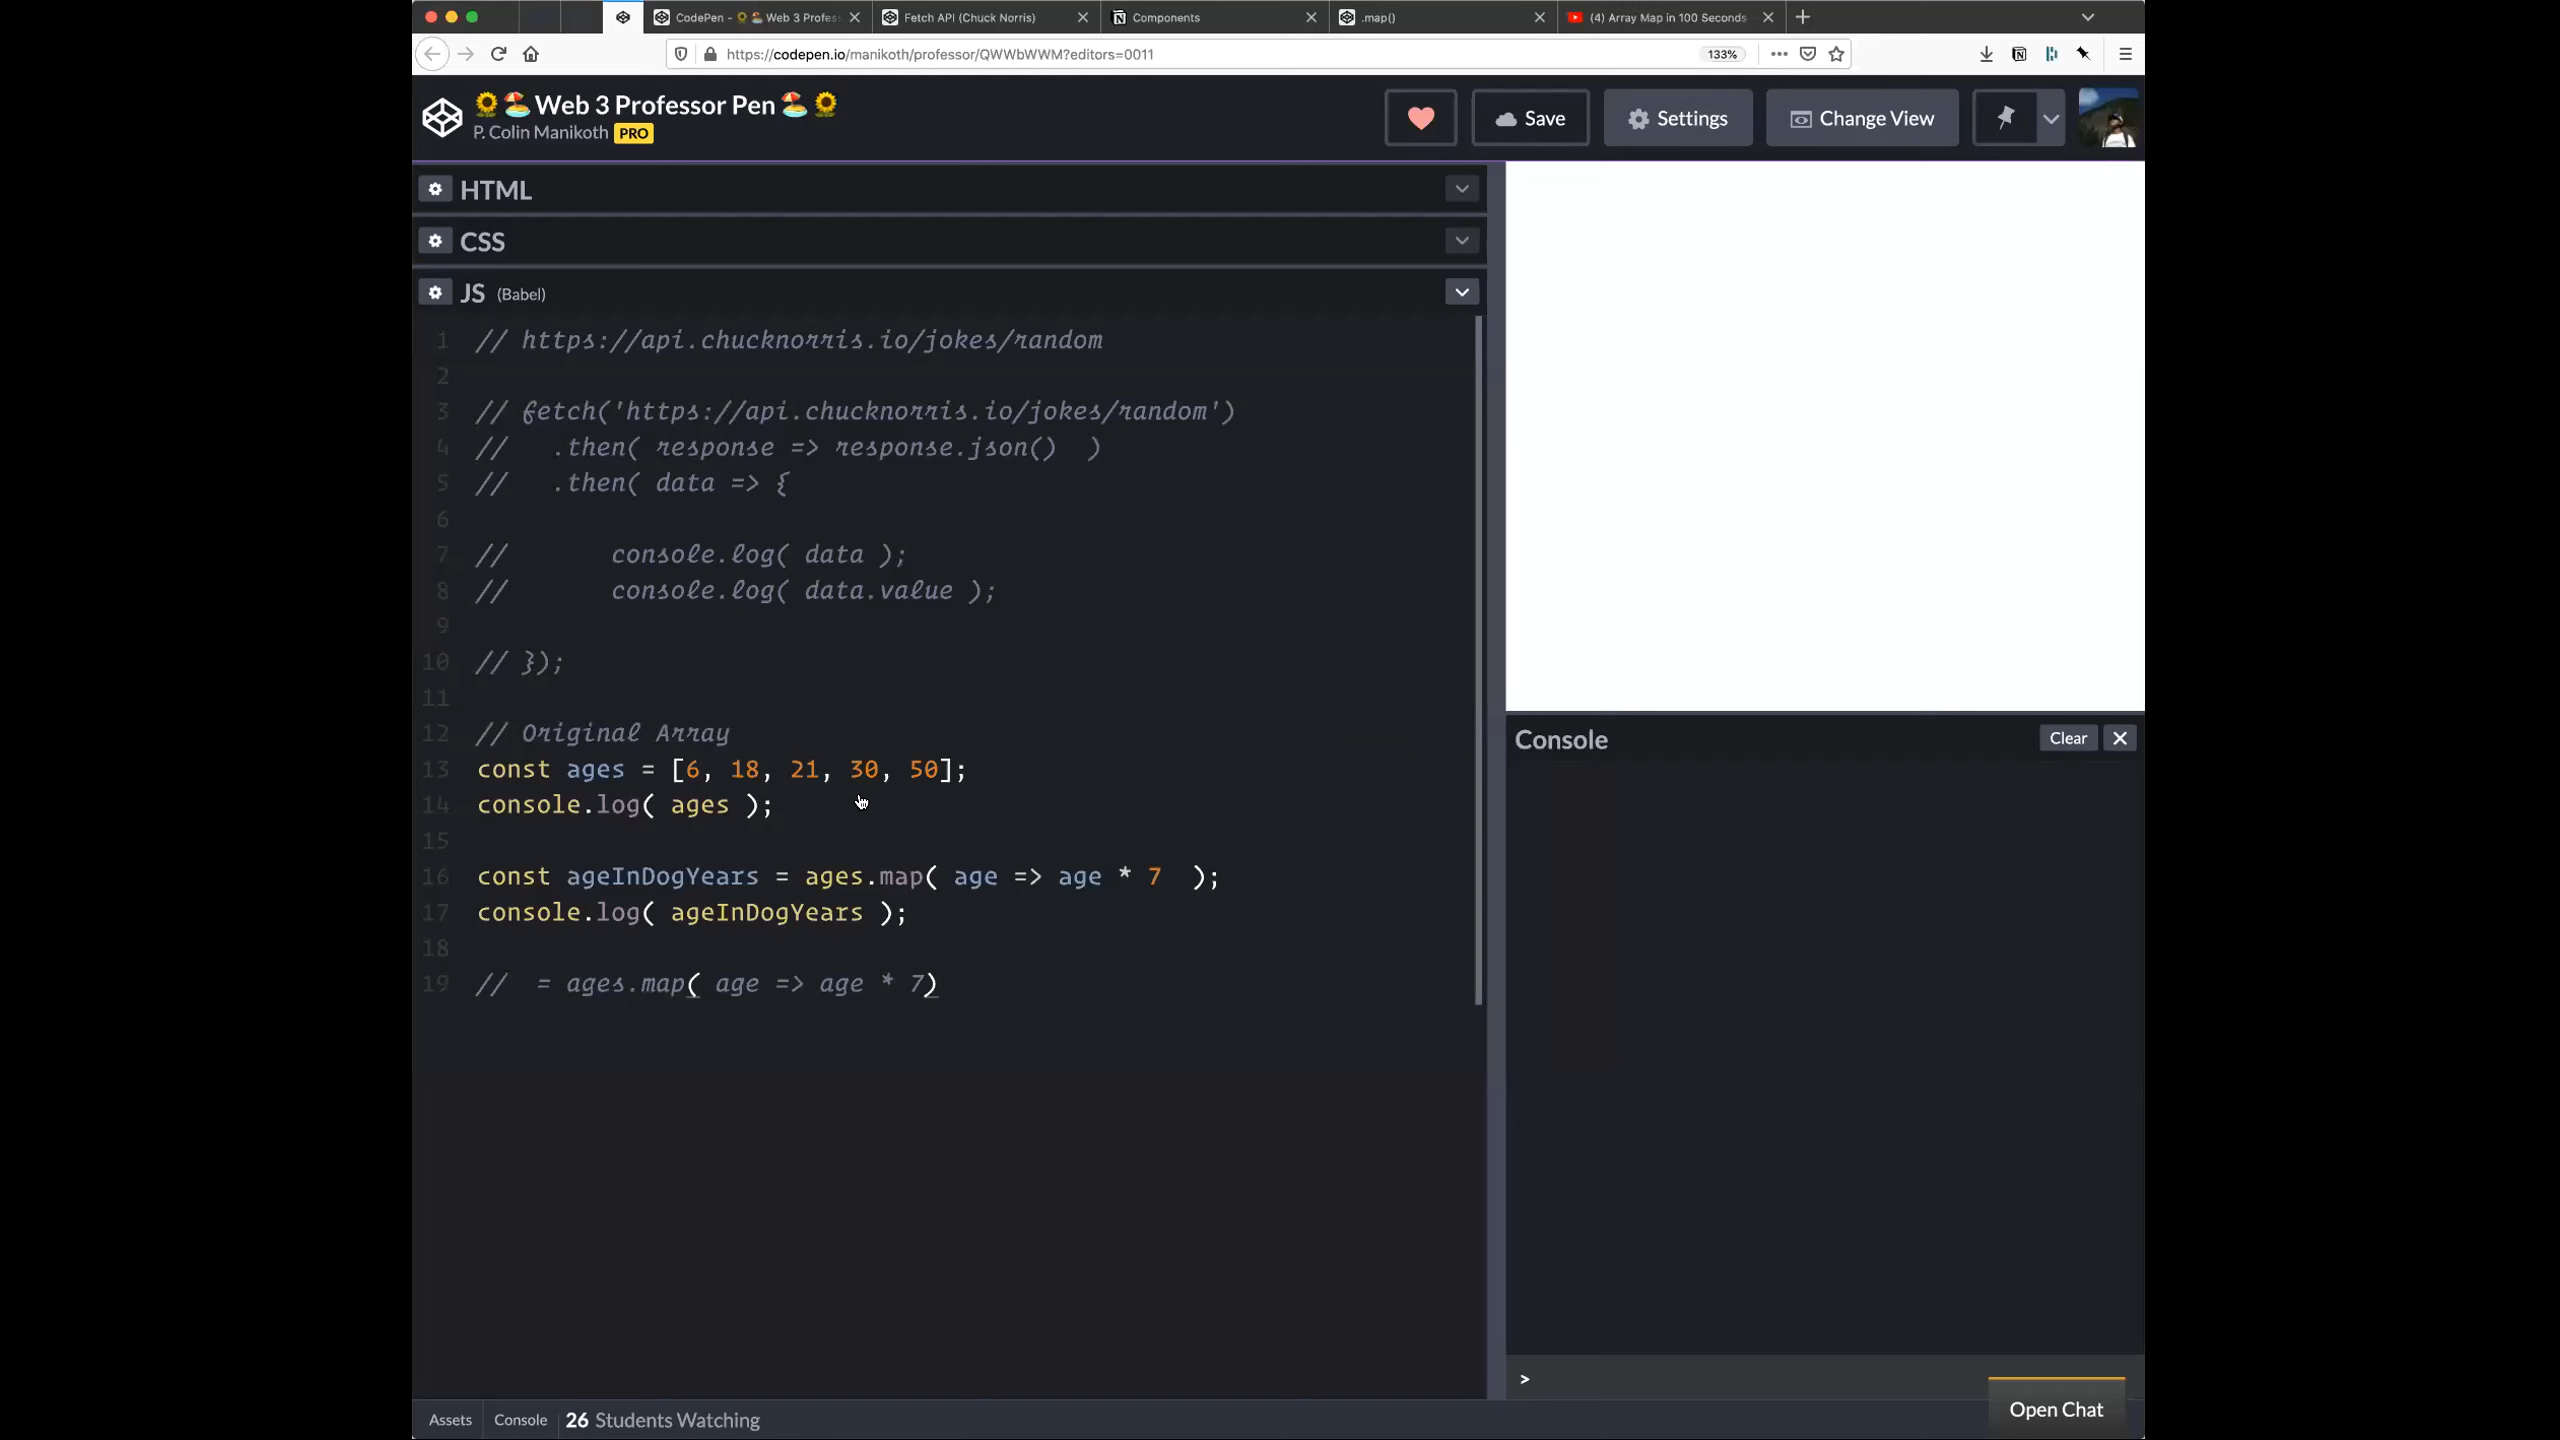 CodePen - 🌻 🏖️ Web 3 Profes
Fetch API (Chuck Norris)
Components
.map()
(4) Array Map in 100 Seconds
https://codepen.io/manikoth/professor/QWWbWWM?editors=0011
133%
🌻🏖️ Web 3 Professor Pen 🏖️🌻
P. Colin Manikoth PRO
Save
Settings
Change View
HTML
CSS
JS (Babel)
1 // https://api.chucknorris.io/jokes/random
2
3 // fetch('https://api.chucknorris.io/jokes/random')
4 //   .then( response => response.json()  )
5 //   .then( data => {
6
7 //       console.log( data );
8 //       console.log( data.value );
9
10 // });
11
12 // Original Array
13 const ages = [6, 18, 21, 30, 50];
14 console.log( ages );
15
16 const ageInDogYears = ages.map( age => age * 7  );
17 console.log( ageInDogYears );
18
19 //  = ages.map( age => age * 7)
Console
Clear
>
Assets
Console
26 Students Watching
Open Chat